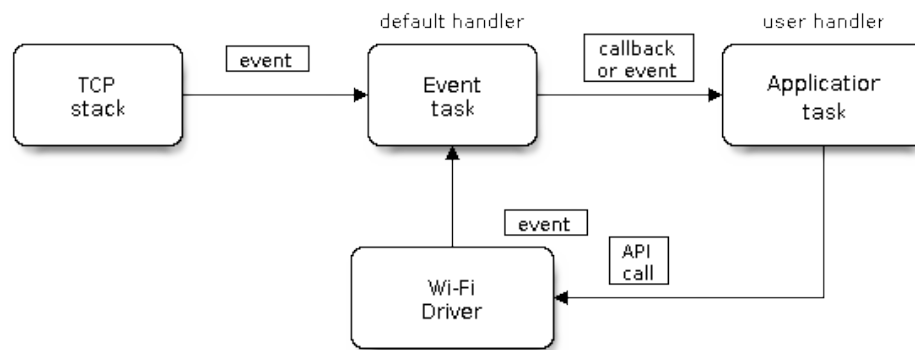 default handler
user handler
event
callback
or event
TCP
stack
Event
task
Application
task
event
API
call
Wi-Fi
Driver